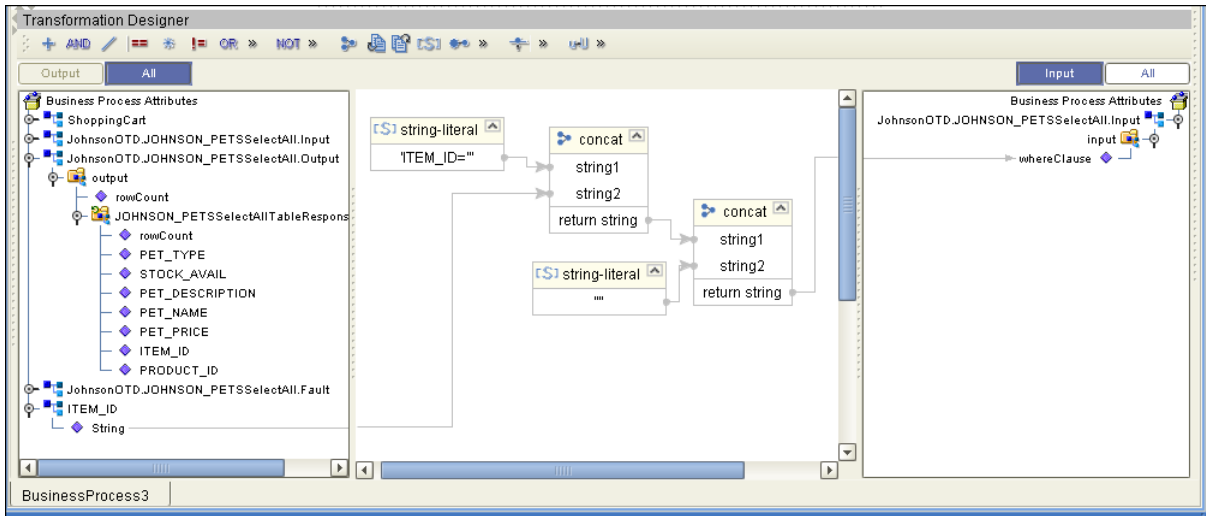 Transformation Designer
AND == != OR » NOT » [S] » » »
Output All Input All
Business Process Attributes
ShoppingCart
JohnsonOTD.JOHNSON_PETSSelectAll.Input
JohnsonOTD.JOHNSON_PETSSelectAll.Output
output
rowCount
JOHNSON_PETSSelectAllTableRespons
rowCount
PET_TYPE
STOCK_AVAIL
PET_DESCRIPTION
PET_NAME
PET_PRICE
ITEM_ID
PRODUCT_ID
JohnsonOTD.JOHNSON_PETSSelectAll.Fault
ITEM_ID
String
[S] string-literal
'ITEM_ID='"
concat
string1
string2
return string
[S] string-literal
""
concat
string1
string2
return string
Business Process Attributes
JohnsonOTD.JOHNSON_PETSSelectAll.Input
input
whereClause
BusinessProcess3